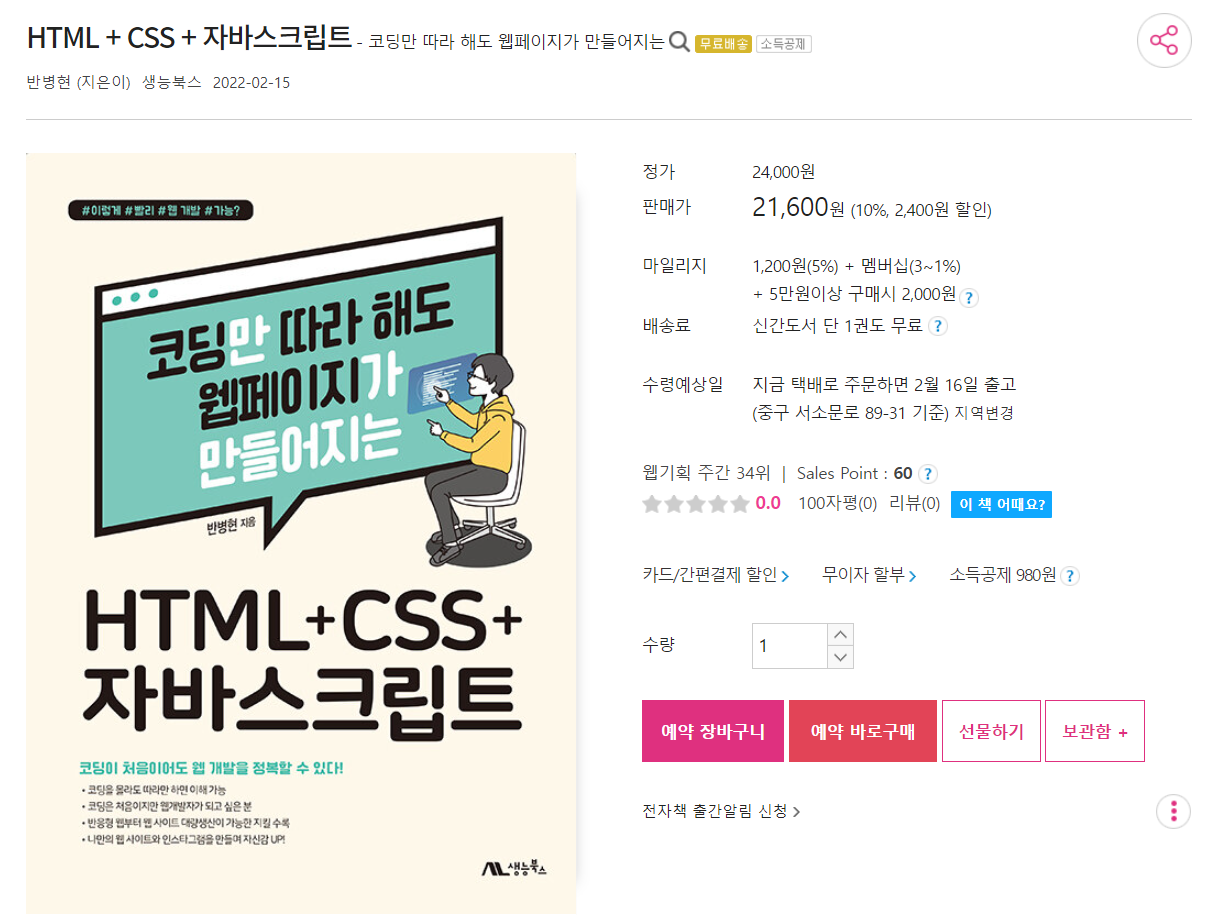 HTML + CSS + 자바스크립트 - 코딩만 따라 해도 웹페이지가 만들어지는 무료배송 소득공제
반병현 (지은이) 생능북스 2022-02-15
#이렇게 #빨리 #웹 개발 #가능?
코딩만 따라 해도
웹페이지가
만들어지는
반병현 지음
HTML+CSS+
자바스크립트
코딩이 처음이어도 웹 개발을 정복할 수 있다!
• 코딩을 몰라도 따라만 하면 이해 가능
• 코딩은 처음이지만 웹개발자가 되고 싶은 분
• 반응형 웹부터 웹 사이트 대량생산이 가능한 지킬 수록
• 나만의 웹 사이트와 인스타그램을 만들며 자신감 UP!
생능북스
정가 24,000원
판매가 21,600원 (10%, 2,400원 할인)
마일리지 1,200원(5%) + 멤버십(3~1%)
+ 5만원이상 구매시 2,000원 ?
배송료 신간도서 단 1권도 무료 ?
수령예상일 지금 택배로 주문하면 2월 16일 출고
(중구 서소문로 89-31 기준) 지역변경
웹기획 주간 34위 | Sales Point : 60 ?
0.0 100자평(0) 리뷰(0) 이 책 어때요?
카드/간편결제 할인 > 무이자 할부 > 소득공제 980원 ?
수량 1
예약 장바구니 예약 바로구매 선물하기 보관함 +
전자책 출간알림 신청 >